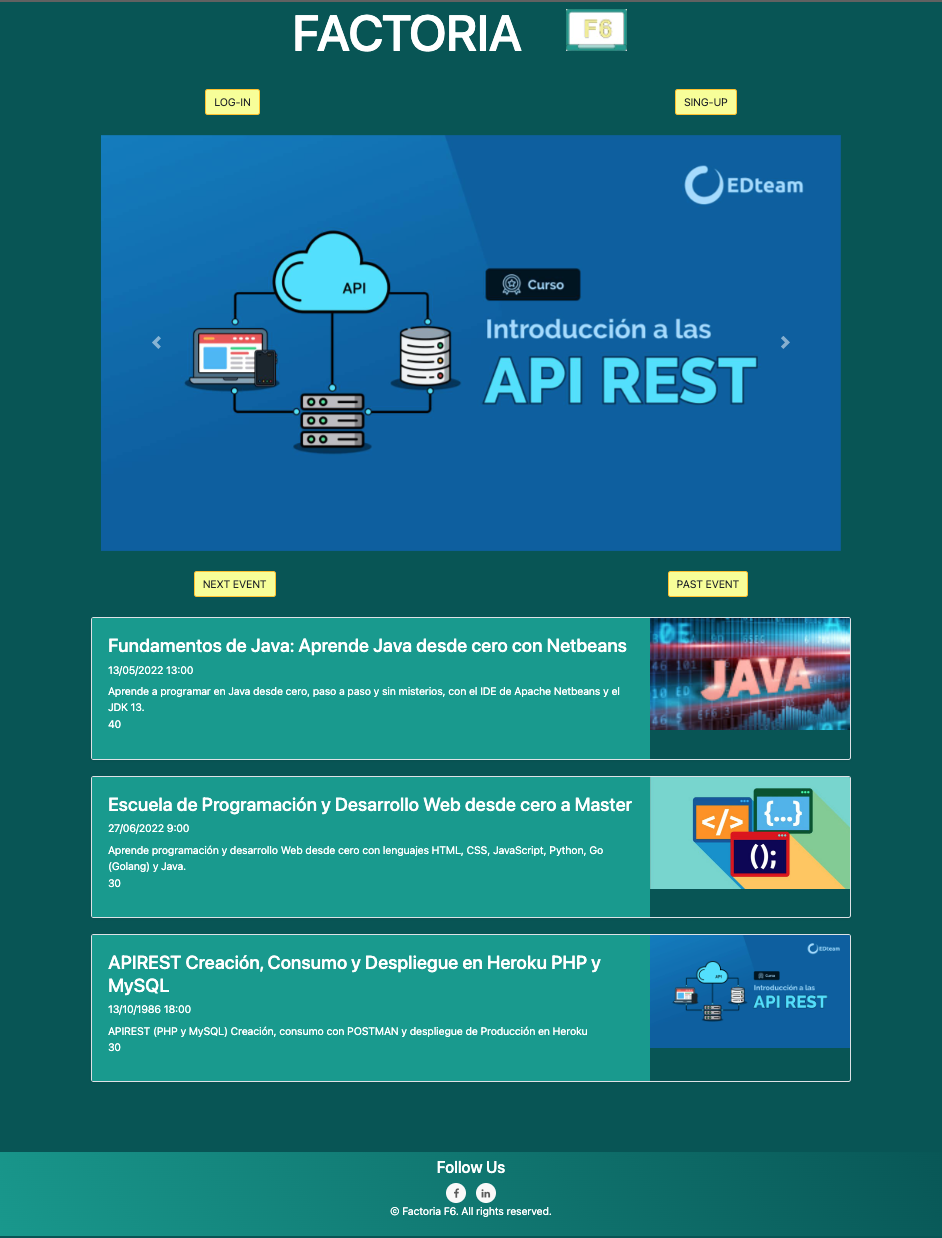 FACTORIA
F6
LOG-IN
SING-UP
EDteam
API
Curso
Introducción a las
API REST
NEXT EVENT
PAST EVENT
Fundamentos de Java: Aprende Java desde cero con Netbeans
13/05/2022 13:00
Aprende a programar en Java desde cero, paso a paso y sin misterios, con el IDE de Apache Netbeans y el
JDK 13.
40
JAVA
Escuela de Programación y Desarrollo Web desde cero a Master
27/06/2022 9:00
Aprende programación y desarrollo Web desde cero con lenguajes HTML, CSS, JavaScript, Python, Go
(Golang) y Java.
30
</>
{...}
();
APIREST Creación, Consumo y Despliegue en Heroku PHP y
MySQL
13/10/1986 18:00
APIREST (PHP y MySQL) Creación, consumo con POSTMAN y despliegue de Producción en Heroku
30
EDteam
API
Curso
Introducción a las
API REST
Follow Us
f
in
© Factoria F6. All rights reserved.